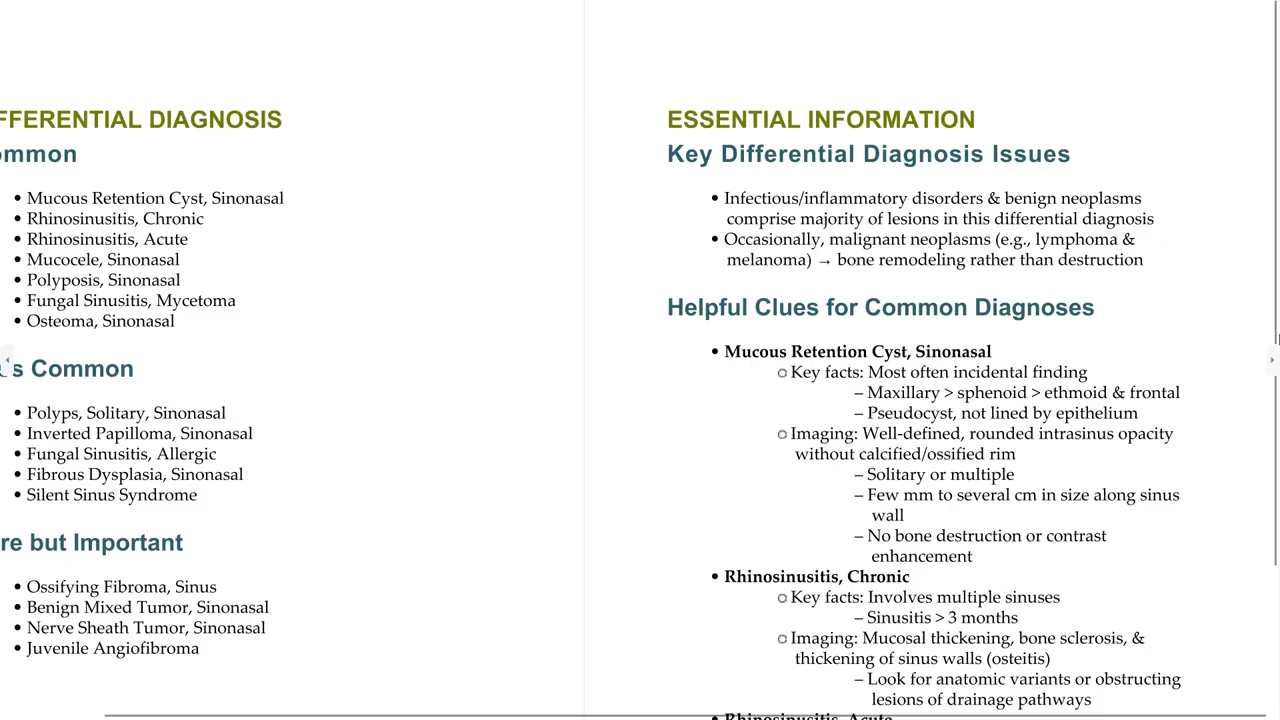 FFERENTIAL DIAGNOSIS
ommon
• Mucous Retention Cyst, Sinonasal
• Rhinosinusitis, Chronic
• Rhinosinusitis, Acute
• Mucocele, Sinonasal
• Polyposis, Sinonasal
• Fungal Sinusitis, Mycetoma
• Osteoma, Sinonasal
s Common
• Polyps, Solitary, Sinonasal
• Inverted Papilloma, Sinonasal
• Fungal Sinusitis, Allergic
• Fibrous Dysplasia, Sinonasal
• Silent Sinus Syndrome
re but Important
• Ossifying Fibroma, Sinus
• Benign Mixed Tumor, Sinonasal
• Nerve Sheath Tumor, Sinonasal
• Juvenile Angiofibroma
ESSENTIAL INFORMATION
Key Differential Diagnosis Issues
• Infectious/inflammatory disorders & benign neoplasms
comprise majority of lesions in this differential diagnosis
• Occasionally, malignant neoplasms (e.g., lymphoma &
melanoma) → bone remodeling rather than destruction
Helpful Clues for Common Diagnoses
• Mucous Retention Cyst, Sinonasal
○ Key facts: Most often incidental finding
– Maxillary > sphenoid > ethmoid & frontal
– Pseudocyst, not lined by epithelium
○ Imaging: Well-defined, rounded intrasinus opacity
without calcified/ossified rim
– Solitary or multiple
– Few mm to several cm in size along sinus
wall
– No bone destruction or contrast
enhancement
• Rhinosinusitis, Chronic
○ Key facts: Involves multiple sinuses
– Sinusitis > 3 months
○ Imaging: Mucosal thickening, bone sclerosis, &
thickening of sinus walls (osteitis)
– Look for anatomic variants or obstructing
lesions of drainage pathways
• Rhinosinusitis, Acute